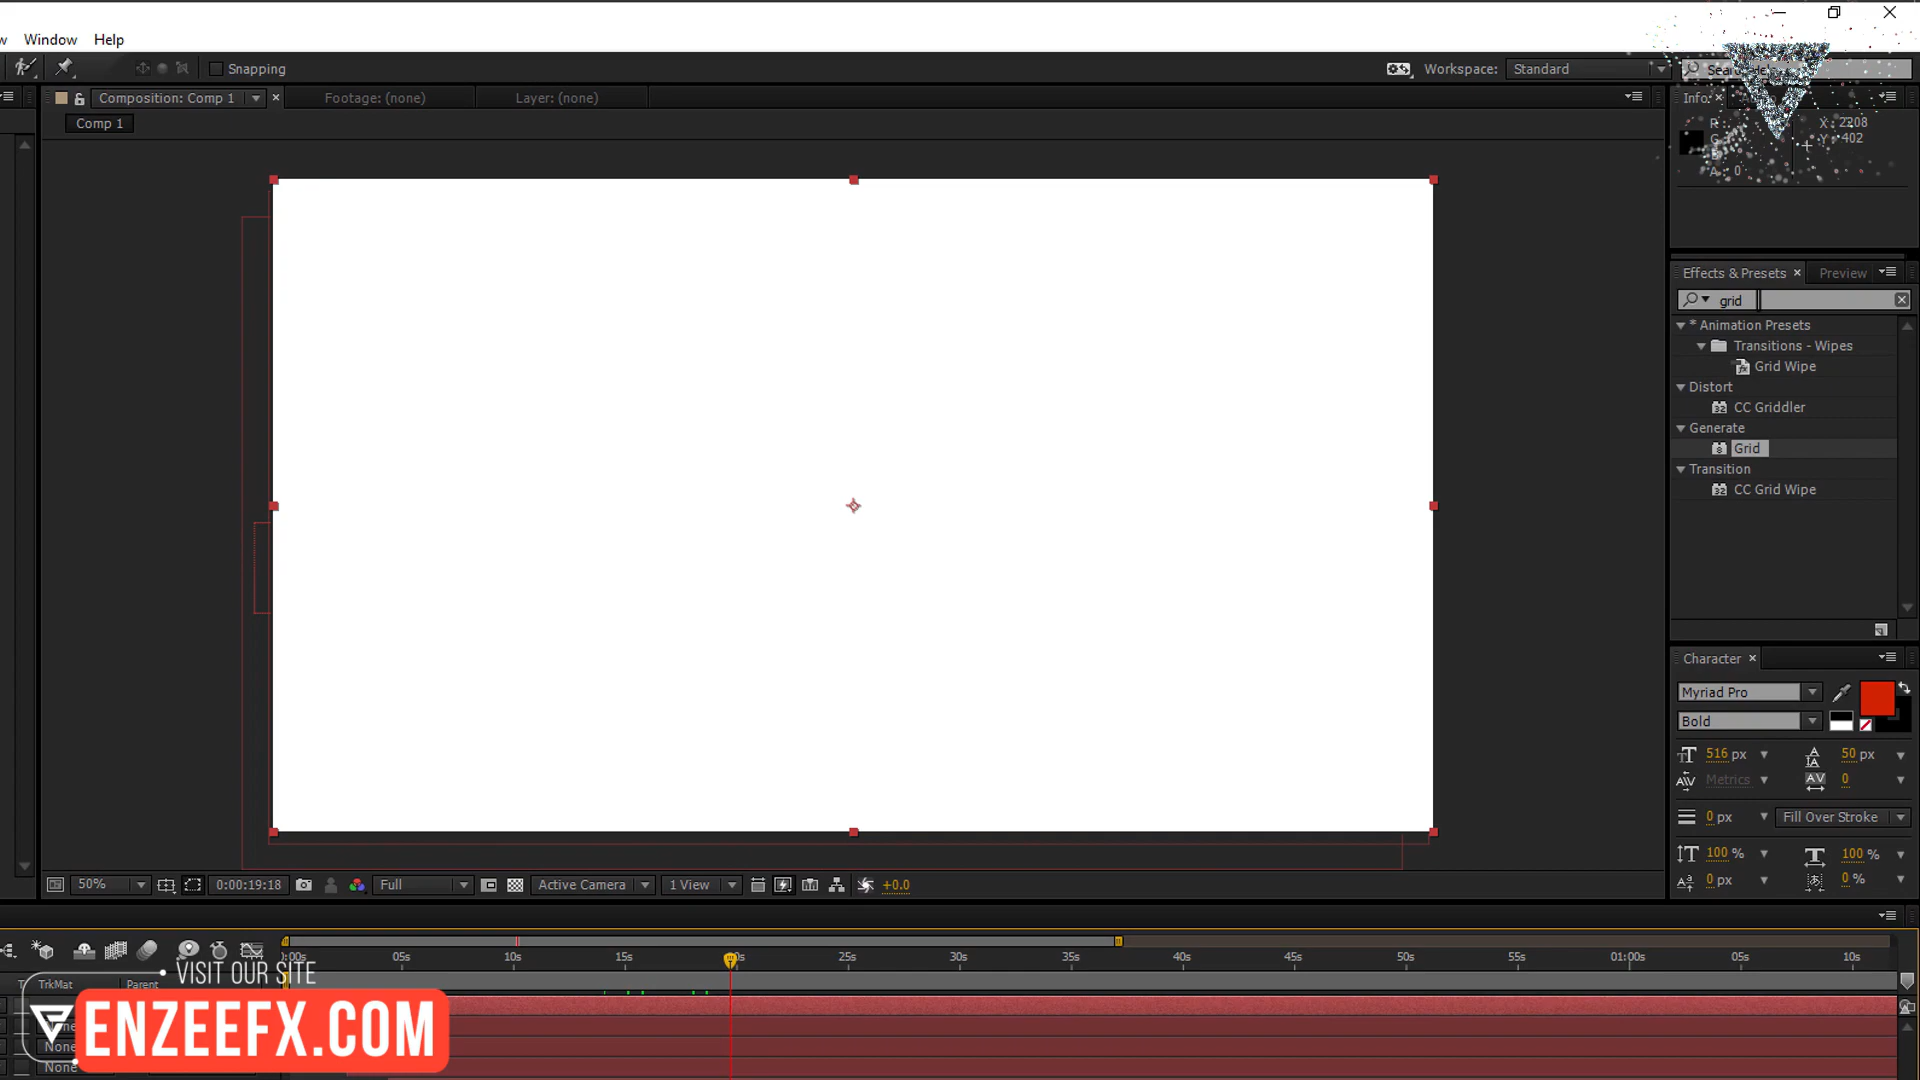 Window Help
Snapping
Workspace: Standard
Composition: Comp 1
Footage: (none)
Layer: (none)
Info
Comp 1
R :
X : 2208
G :
Y : 402
A : 0
Effects & Presets
Preview
grid
* Animation Presets
Transitions - Wipes
Grid Wipe
Distort
CC Griddler
Generate
Grid
Transition
CC Grid Wipe
Character
Myriad Pro
Bold
516 px
50 px
Metrics
0
0 px
Fill Over Stroke
100 %
100 %
0 px
0 %
50%
0:00:19:18
Full
Active Camera
1 View
+0.0
05s 10s 15s 25s 30s 35s 40s 45s 50s 55s 01:00s 05s 10s
VISIT OUR SITE
TrkMat
Parent
ENZEEFX.COM
None
None